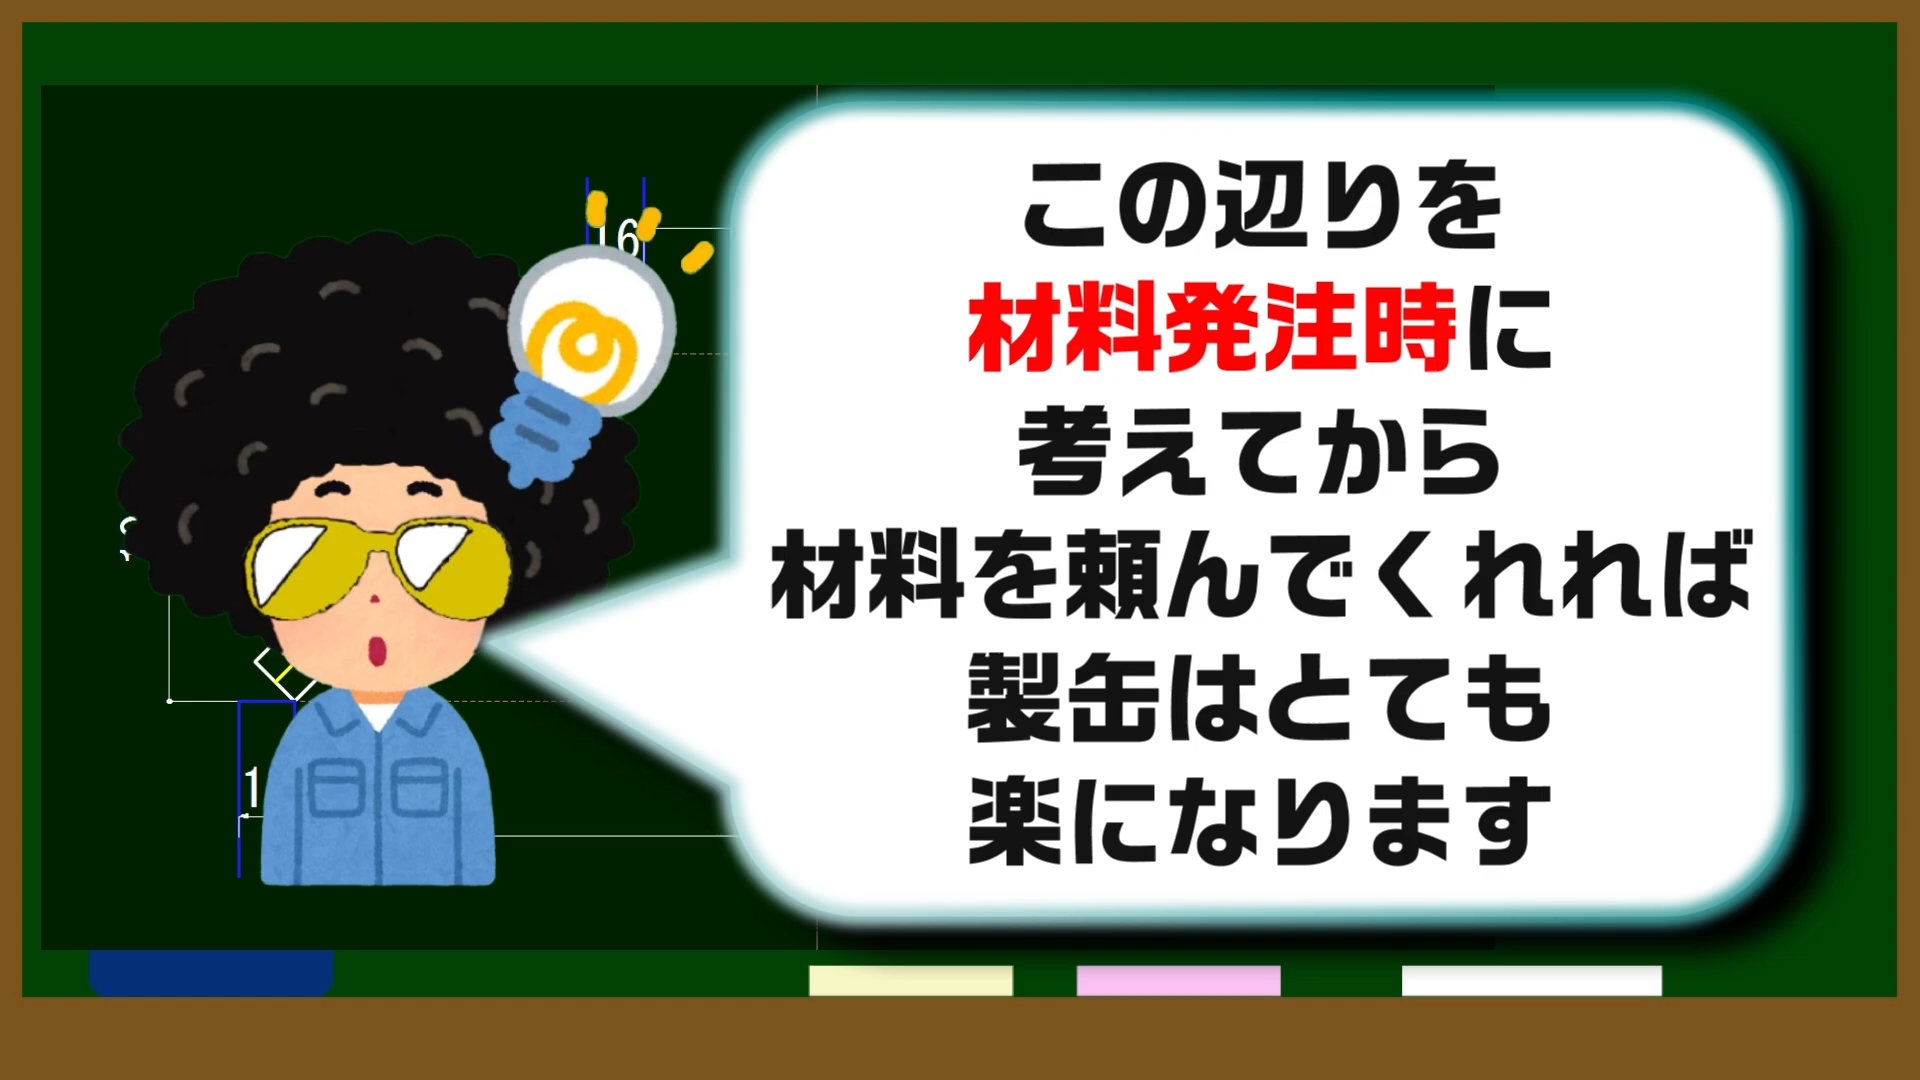 この辺りを
材料発注時に
考えてから
材料を頼んでくれれば
製缶はとても
楽になります
16
1